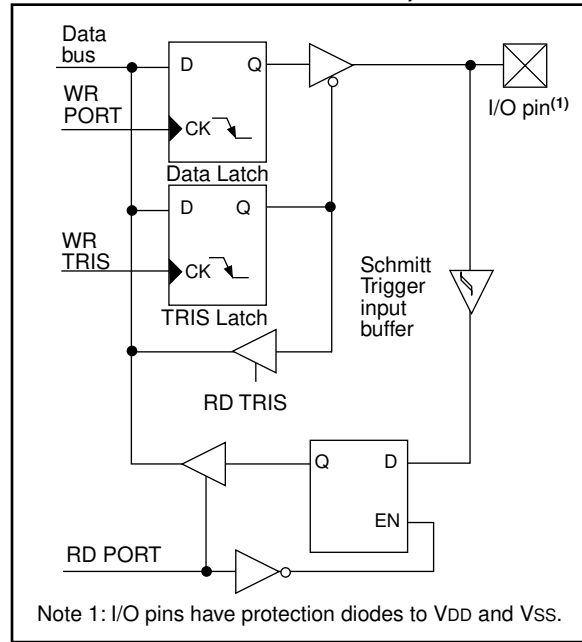 Data
bus
D Q
WR
PORT
CK
I/O pin(1)
Data Latch
D Q
WR
TRIS
CK
TRIS Latch
Schmitt
Trigger
input
buffer
RD TRIS
Q D
EN
RD PORT
Note 1: I/O pins have protection diodes to VDD and VSS.